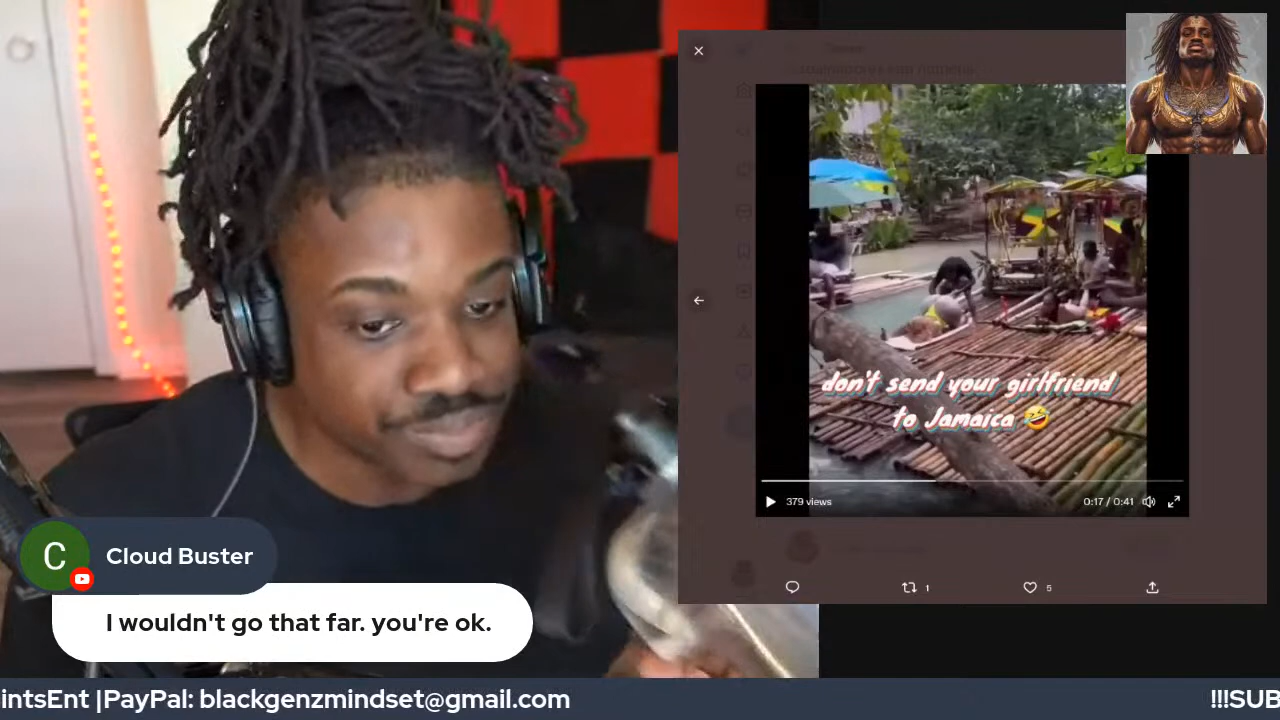 don't send your girlfriend
to Jamaica 🤣
379 views
0:17 / 0:41
1
5
C
Cloud Buster
I wouldn't go that far. you're ok.
intsEnt |PayPal: blackgenzmindset@gmail.com
!!!SUB